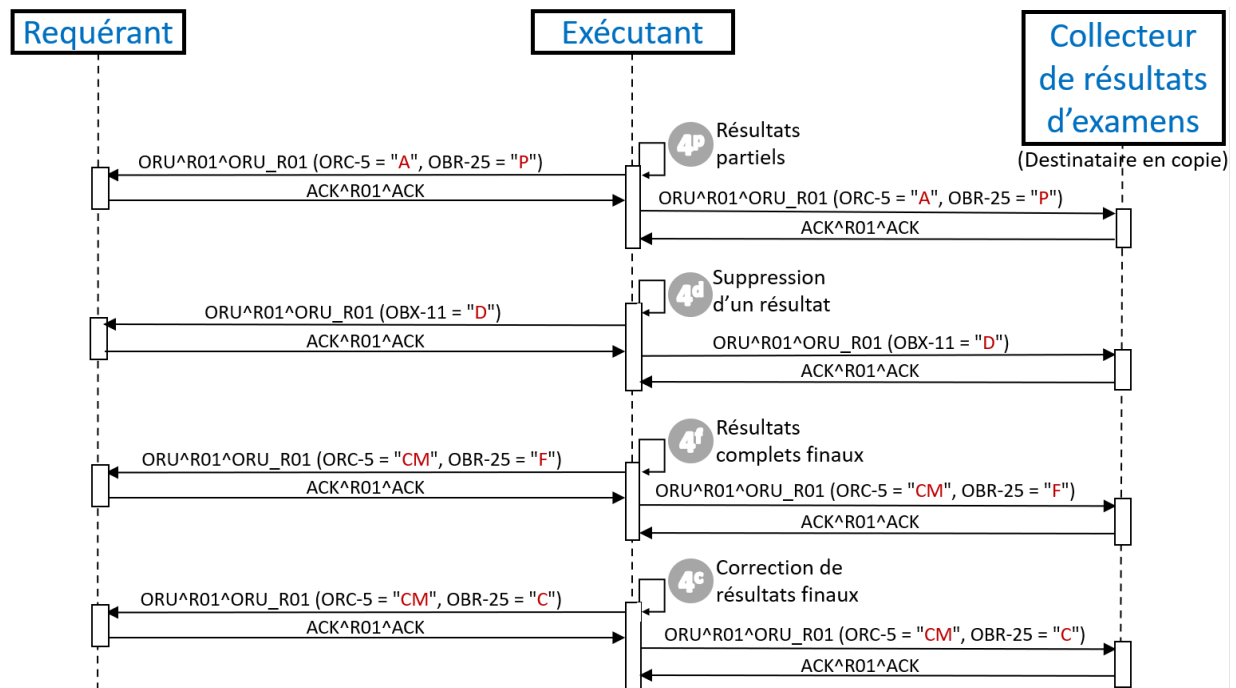 Requérant
Exécutant
Collecteur
de résultats
d'examens
(Destinataire en copie)
4p
Résultats
partiels
ORU^R01^ORU_R01 (ORC-5 = "A", OBR-25 = "P")
ACK^R01^ACK
ORU^R01^ORU_R01 (ORC-5 = "A", OBR-25 = "P")
ACK^R01^ACK
4d
Suppression
d'un résultat
ORU^R01^ORU_R01 (OBX-11 = "D")
ACK^R01^ACK
ORU^R01^ORU_R01 (OBX-11 = "D")
ACK^R01^ACK
4f
Résultats
complets finaux
ORU^R01^ORU_R01 (ORC-5 = "CM", OBR-25 = "F")
ACK^R01^ACK
ORU^R01^ORU_R01 (ORC-5 = "CM", OBR-25 = "F")
ACK^R01^ACK
4c
Correction de
résultats finaux
ORU^R01^ORU_R01 (ORC-5 = "CM", OBR-25 = "C")
ACK^R01^ACK
ORU^R01^ORU_R01 (ORC-5 = "CM", OBR-25 = "C")
ACK^R01^ACK